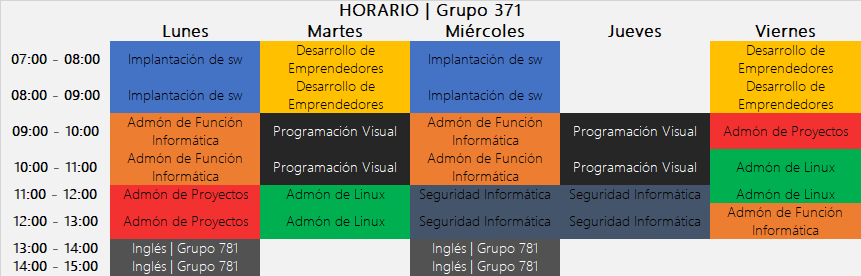 HORARIO | Grupo 371
Lunes Martes Miércoles Jueves Viernes
07:00 - 08:00 Implantación de sw Desarrollo de Emprendedores Implantación de sw Desarrollo de Emprendedores
08:00 - 09:00 Implantación de sw Desarrollo de Emprendedores Implantación de sw Desarrollo de Emprendedores
09:00 - 10:00 Admón de Función Informática Programación Visual Admón de Función Informática Programación Visual Admón de Proyectos
10:00 - 11:00 Admón de Función Informática Programación Visual Admón de Función Informática Programación Visual Admón de Linux
11:00 - 12:00 Admón de Proyectos Admón de Linux Seguridad Informática Seguridad Informática Admón de Linux
12:00 - 13:00 Admón de Proyectos Admón de Linux Seguridad Informática Seguridad Informática Admón de Función Informática
13:00 - 14:00 Inglés | Grupo 781 Inglés | Grupo 781
14:00 - 15:00 Inglés | Grupo 781 Inglés | Grupo 781